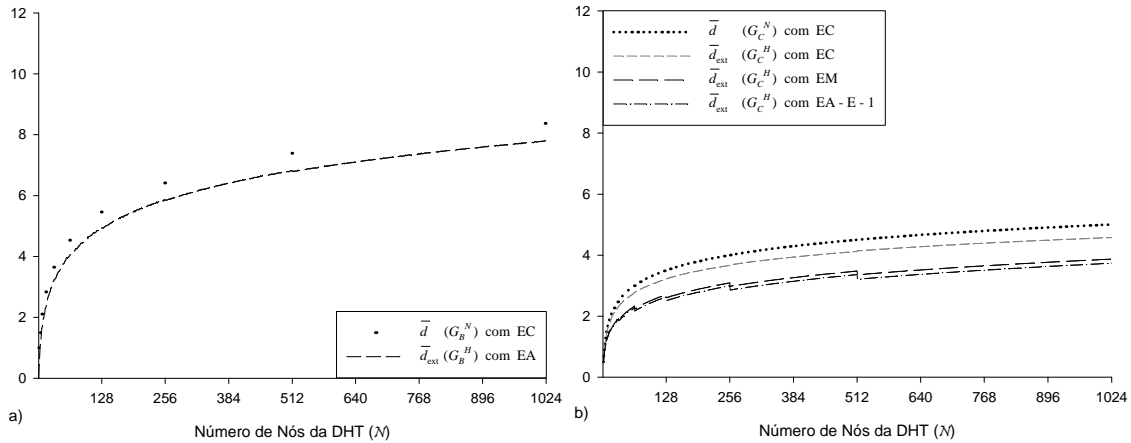 12
10
8
6
4
2
0
d̅ (G_B^N) com EC
d̅_ext (G_B^H) com EA
128 256 384 512 640 768 896 1024
a)
Número de Nós da DHT (N)
12
10
8
6
4
2
0
d̅ (G_C^N) com EC
d̅_ext (G_C^H) com EC
d̅_ext (G_C^H) com EM
d̅_ext (G_C^H) com EA - E - 1
128 256 384 512 640 768 896 1024
b)
Número de Nós da DHT (N)